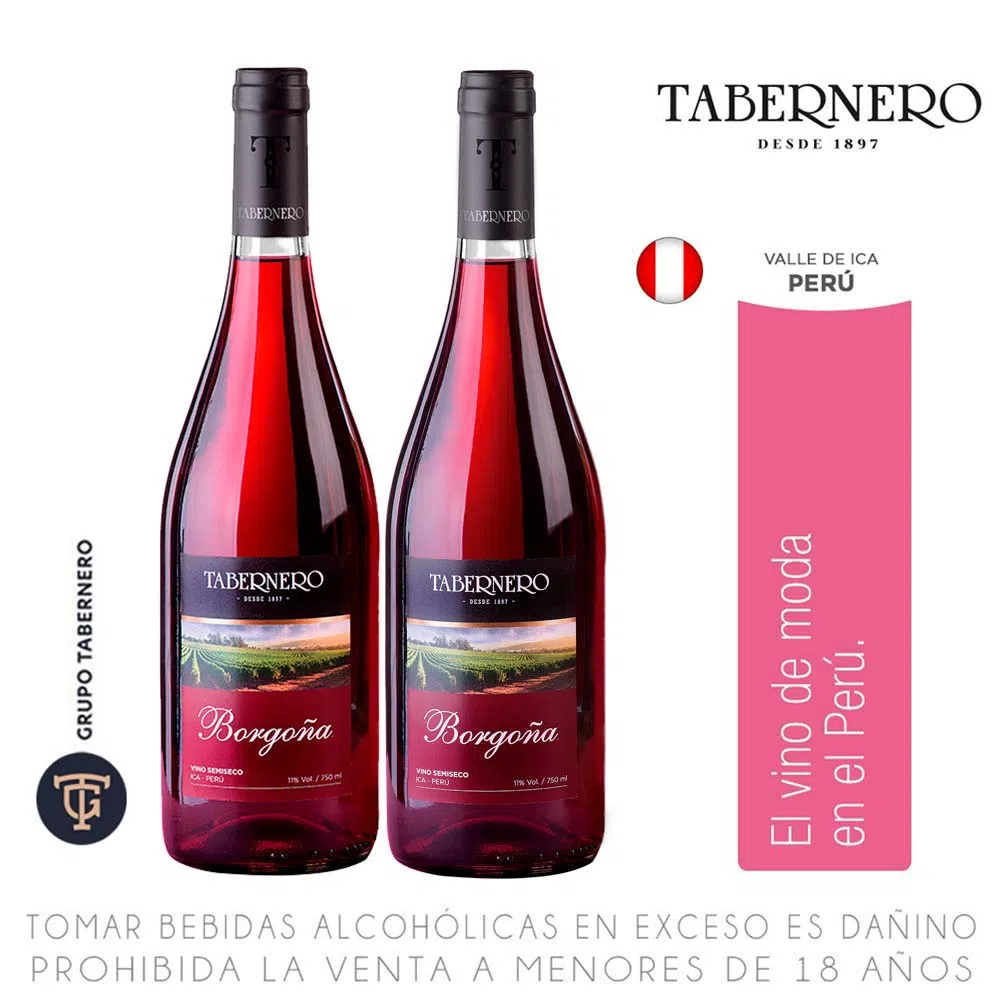 TABERNERO
DESDE 1897
VALLE DE ICA
PERÚ
El vino de moda
en el Perú.
GRUPO TABERNERO
TG
T
TABERNERO
TABERNERO
- DESDE 1897 -
Borgoña
VINO SEMISECO
ICA - PERÚ
11% Vol. / 750 ml
T
TABERNERO
TABERNERO
- DESDE 1897 -
Borgoña
VINO SEMISECO
ICA - PERÚ
11% Vol. / 750 ml
TOMAR BEBIDAS ALCOHÓLICAS EN EXCESO ES DAÑINO
PROHIBIDA LA VENTA A MENORES DE 18 AÑOS